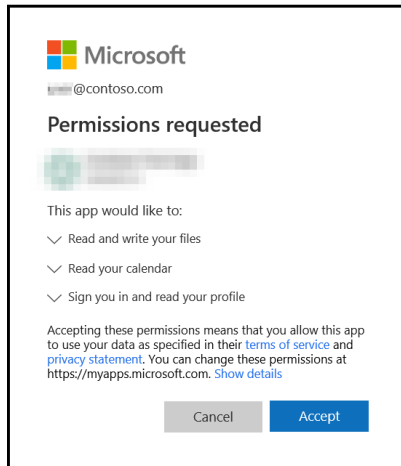 Microsoft
@contoso.com
Permissions requested
This app would like to:
Read and write your files
Read your calendar
Sign you in and read your profile
Accepting these permissions means that you allow this app
to use your data as specified in their terms of service and
privacy statement. You can change these permissions at
https://myapps.microsoft.com. Show details
Cancel
Accept